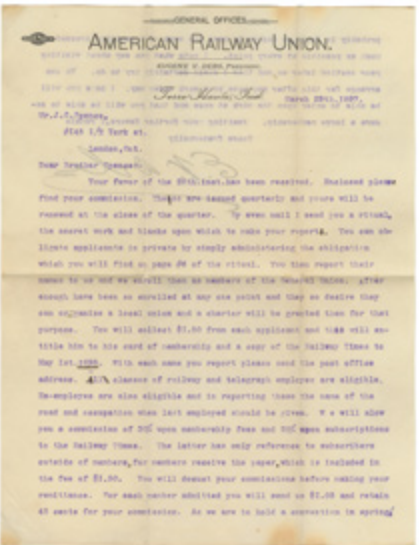 GENERAL OFFICES
AMERICAN RAILWAY UNION.
EUGENE V. DEBS, President.
Terre Haute, Ind. March 1897.
Mr. J.C. Spence,
York st.
London, Ont.
Dear Brother Spence:
Your favor of the inst. has been received. Enclosed please
find your commission. These are issued quarterly and yours will be
renewed at the close of the quarter. By even mail I send you a ritual,
the secret work and blanks upon which to make your reports. You can ob-
ligate applicants in private by simply administering the obligation
which you will find on page of the ritual. You then report their
names to us and we enroll them as members of the General Union. After
enough have been so enrolled at any one point and they so desire they
can organize a local union and a charter will be granted them for that
purpose. You will collect $1.00 from each applicant and this will en-
title him to his card of membership and a copy of the Railway Times to
May 1st. 1898. With each name you report please send the post office
address. All classes of railway and telegraph employes are eligible.
Ex-employes are also eligible and in reporting these the name of the
road and occupation when last employed should be given. We will allow
you a commission of upon membership fees and upon subscriptions
to the Railway Times. The latter has only reference to subscribers
outside of members, for members receive the paper, which is included in
the fee of $1.00. You will deduct your commissions before making your
remittance. For each member admitted you will send us and retain
cents for your commission. As we are to hold a convention in spring